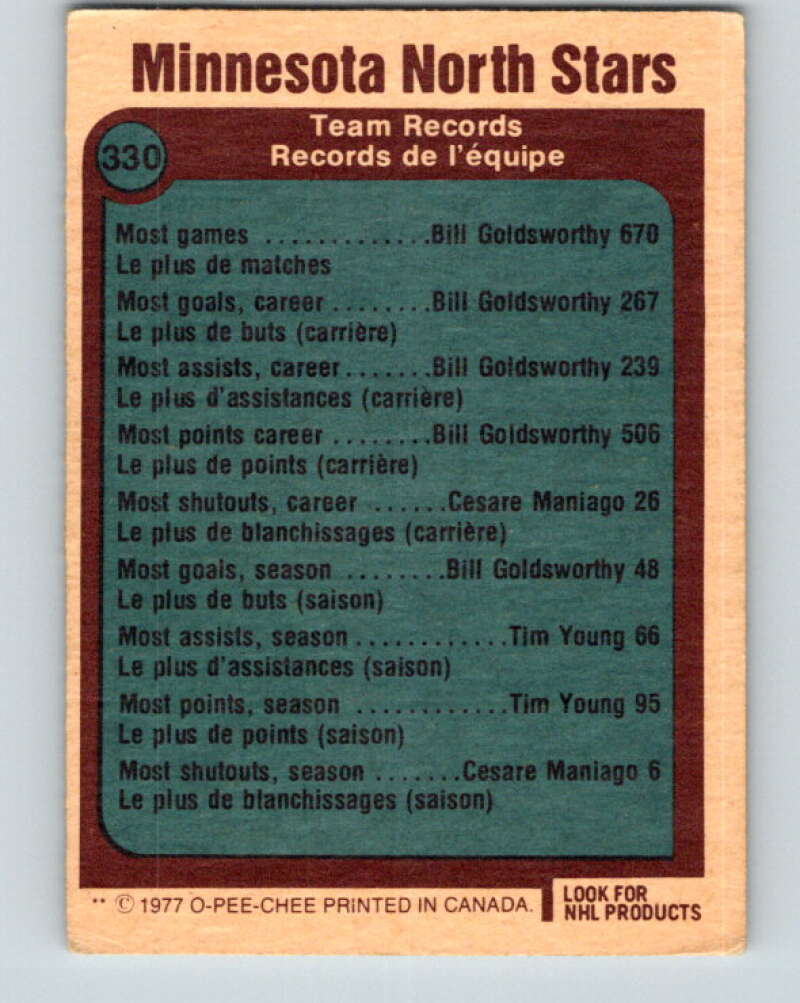 Minnesota North Stars
330
Team Records
Records de l'équipe
Most games .............Bill Goldsworthy 670
Le plus de matches
Most goals, career........Bill Goldsworthy 267
Le plus de buts (carrière)
Most assists, career.......Bill Goldsworthy 239
Le plus d'assistances (carrière)
Most points career ........Bill Goldsworthy 506
Le plus de points (carrière)
Most shutouts, career ......Cesare Maniago 26
Le plus de blanchissages (carrière)
Most goals, season ........Bill Goldsworthy 48
Le plus de buts (saison)
Most assists, season............Tim Young 66
Le plus d'assistances (saison)
Most points, season ............Tim Young 95
Le plus de points (saison)
Most shutouts, season .......Cesare Maniago 6
Le plus de blanchissages (saison)
** © 1977 O-PEE-CHEE PRINTED IN CANADA.
LOOK FOR
NHL PRODUCTS